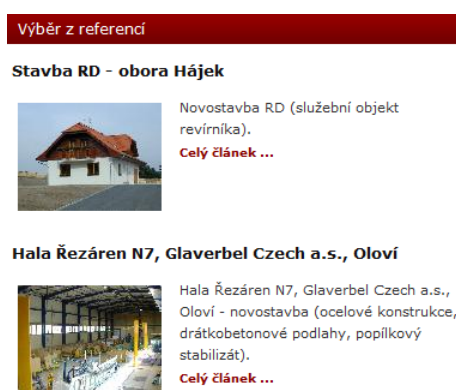 Výběr z referencí
Stavba RD - obora Hájek
Novostavba RD (služební objekt
revírníka).
Celý článek ...
Hala Řezáren N7, Glaverbel Czech a.s., Oloví
Hala Řezáren N7, Glaverbel Czech a.s.,
Oloví - novostavba (ocelové konstrukce,
drátkobetonové podlahy, popílkový
stabilizát).
Celý článek ...